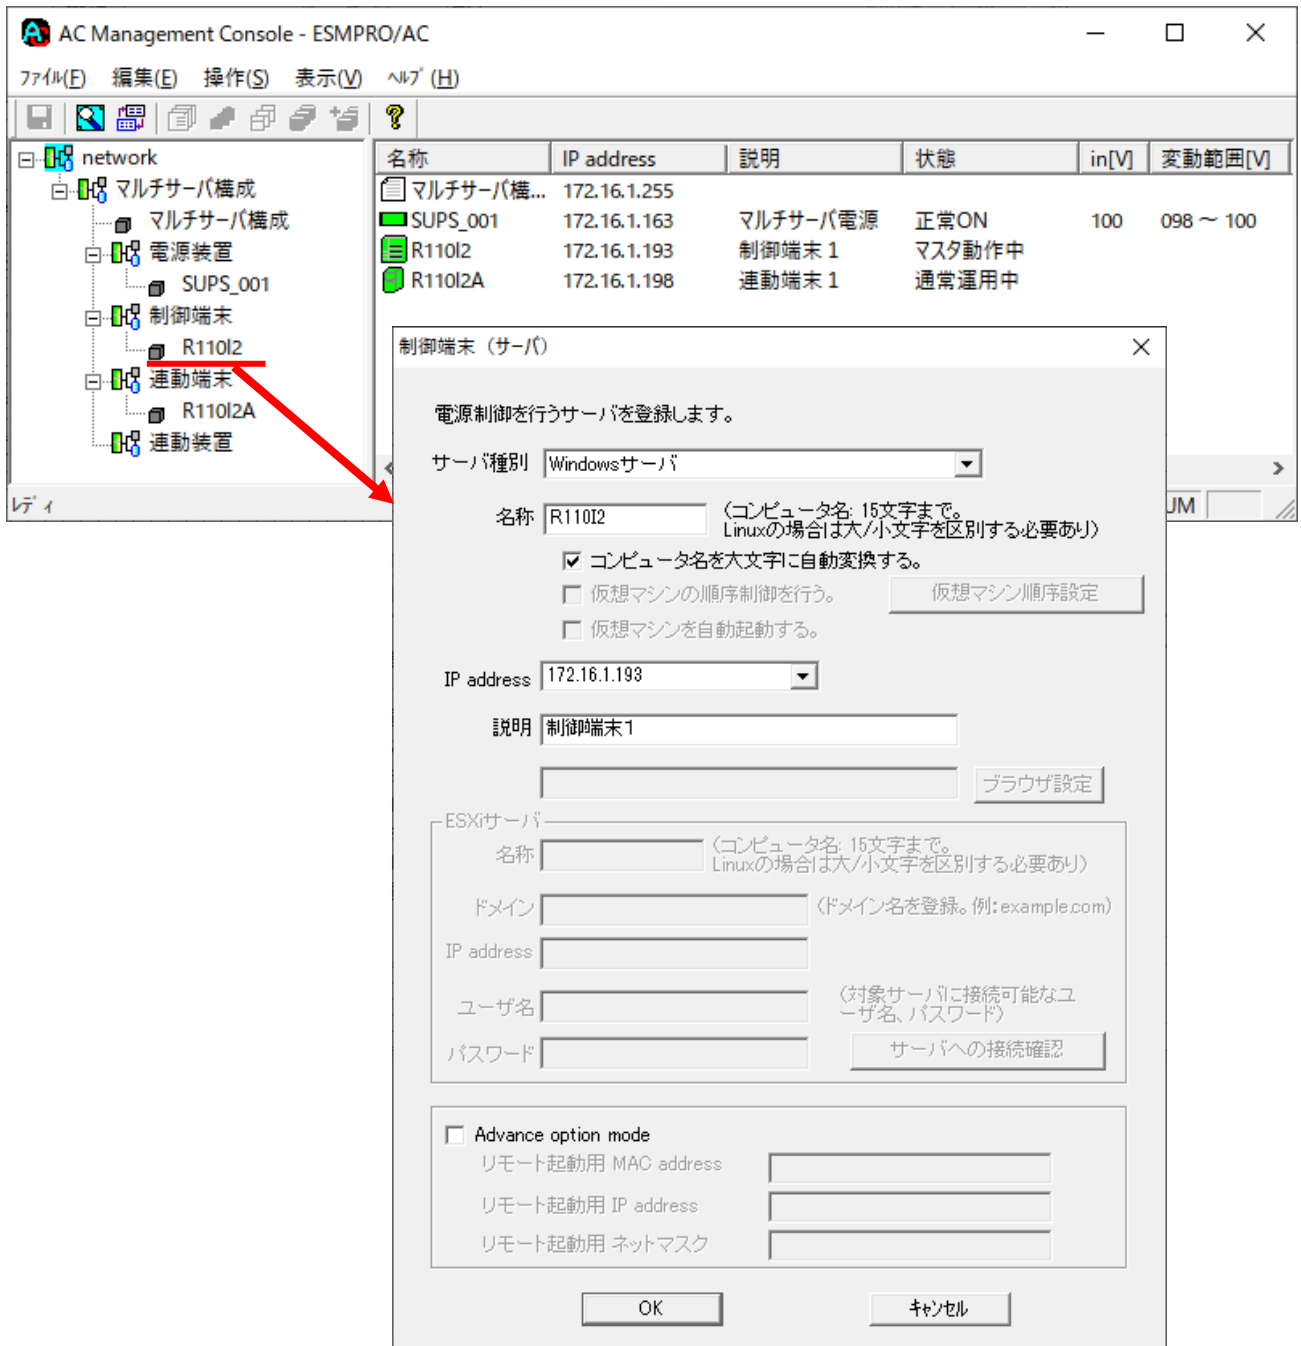 AC Management Console - ESMPRO/AC
ﾌｧｲﾙ(F) 編集(E) 操作(S) 表示(V) ﾍﾙﾌﾟ(H)
network
マルチサーバ構成
マルチサーバ構成
電源装置
SUPS_001
制御端末
R110I2
連動端末
R110I2A
連動装置
名称 IP address 説明 状態 in[V] 変動範囲[V]
マルチサーバ構... 172.16.1.255
SUPS_001 172.16.1.163 マルチサーバ電源 正常ON 100 098 ～ 100
R110I2 172.16.1.193 制御端末１ マスタ動作中
R110I2A 172.16.1.198 連動端末１ 通常運用中
ﾚﾃﾞｨ
UM
制御端末（サーバ）
電源制御を行うサーバを登録します。
サーバ種別 Windowsサーバ
名称 R110I2 （コンピュータ名: 15文字まで。
Linuxの場合は大/小文字を区別する必要あり）
コンピュータ名を大文字に自動変換する。
仮想マシンの順序制御を行う。 仮想マシン順序設定
仮想マシンを自動起動する。
IP address 172.16.1.193
説明 制御端末１
ブラウザ設定
ESXiサーバ
名称 （コンピュータ名: 15文字まで。
Linuxの場合は大/小文字を区別する必要あり）
ドメイン （ドメイン名を登録。例: example.com）
IP address
ユーザ名 （対象サーバに接続可能なユ
ーザ名、パスワード）
パスワード サーバへの接続確認
Advance option mode
リモート起動用 MAC address
リモート起動用 IP address
リモート起動用 ネットマスク
OK ｷｬﾝｾﾙ